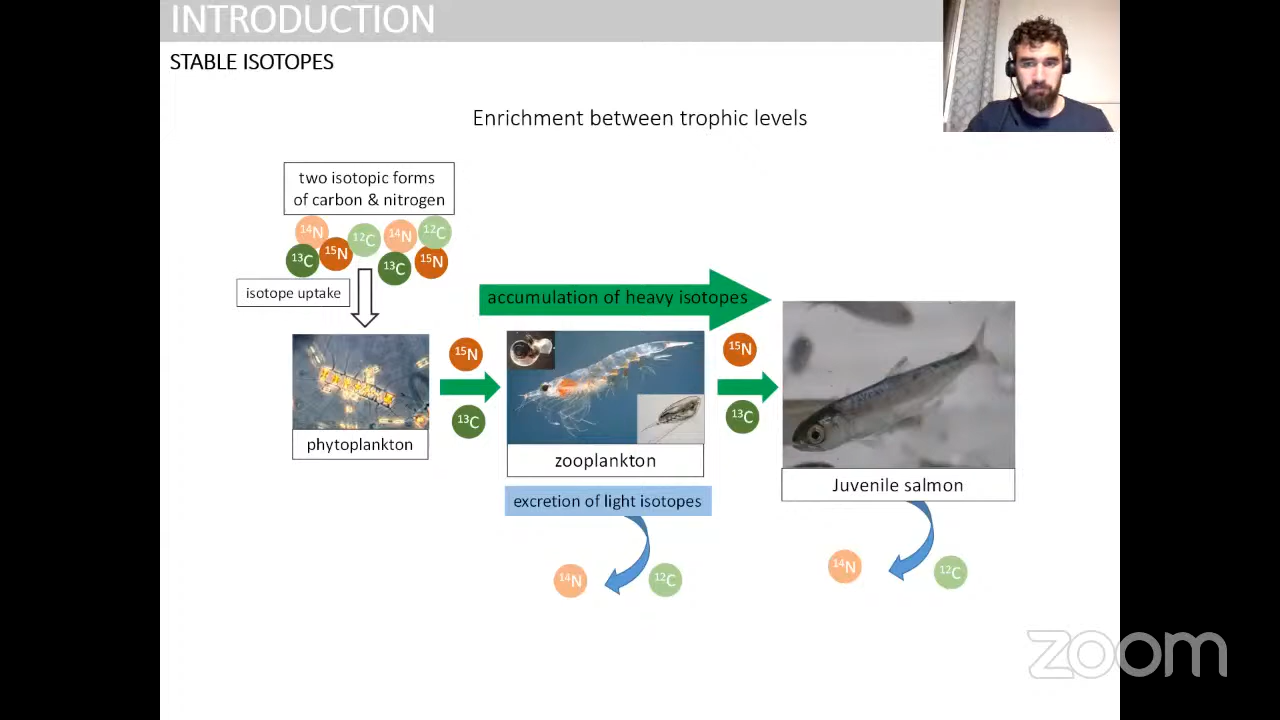 INTRODUCTION
STABLE ISOTOPES
Enrichment between trophic levels
two isotopic forms
of carbon & nitrogen
¹⁴N
¹²C
¹⁴N
¹²C
¹³C
¹⁵N
¹³C
¹⁵N
isotope uptake
accumulation of heavy isotopes
¹⁵N
¹⁵N
¹³C
¹³C
phytoplankton
zooplankton
Juvenile salmon
excretion of light isotopes
¹⁴N
¹²C
¹⁴N
¹²C
zoom